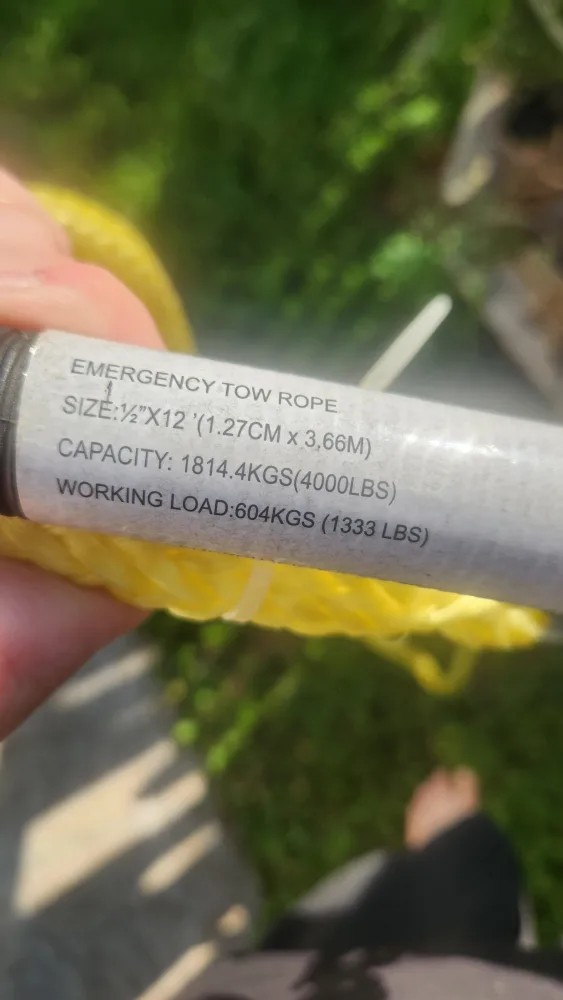 EMERGENCY TOW ROPE
SIZE:½"X12 '(1.27CM x 3.66M)
CAPACITY: 1814.4KGS(4000LBS)
WORKING LOAD:604KGS (1333 LBS)